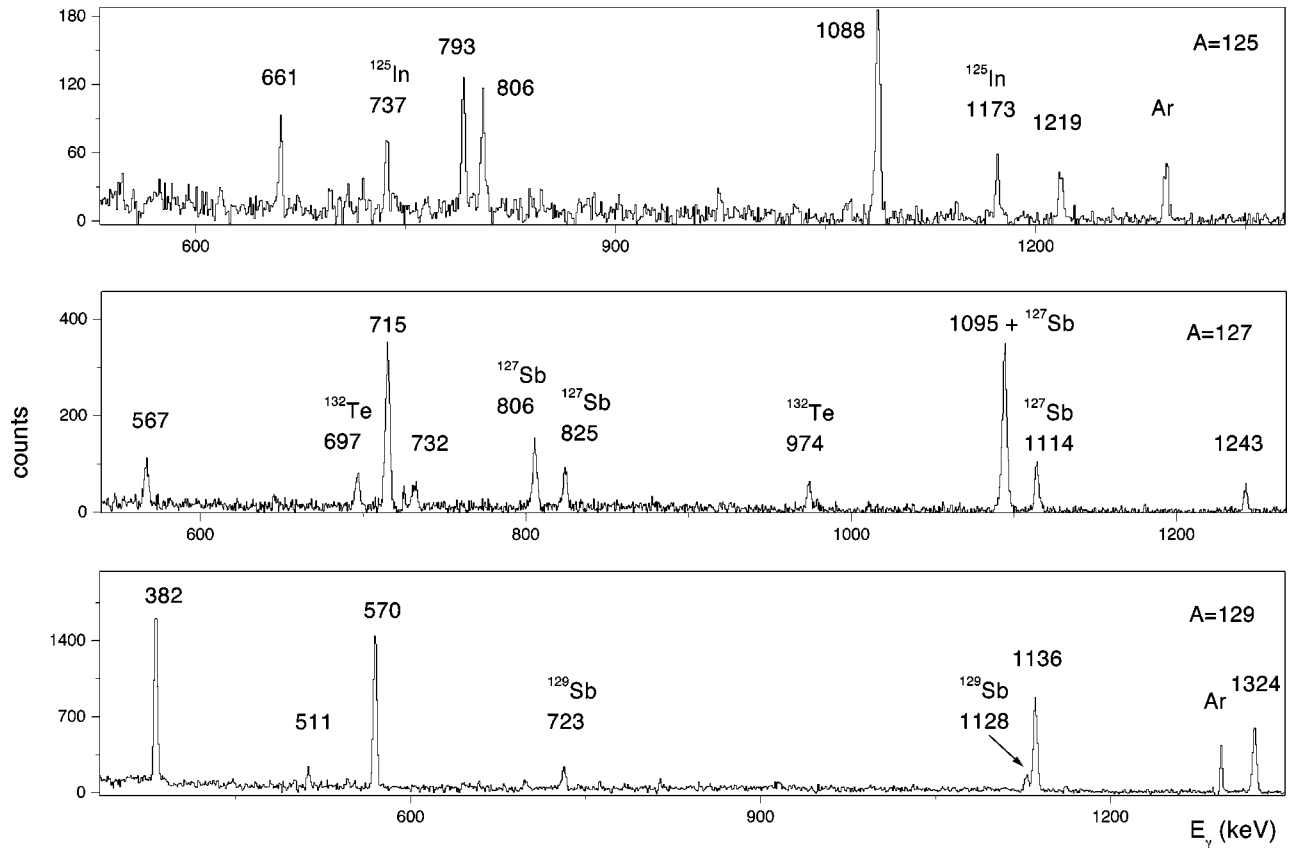 180
120
60
0
600
900
1200
661
¹²⁵In
737
793
806
1088
¹²⁵In
1173
1219
Ar
A=125
counts
400
200
0
600
800
1000
1200
567
¹³²Te
697
715
732
¹²⁷Sb
806
¹²⁷Sb
825
¹³²Te
974
1095 + ¹²⁷Sb
¹²⁷Sb
1114
1243
A=127
1400
700
0
600
900
1200
382
511
570
¹²⁹Sb
723
¹²⁹Sb
1128
1136
Ar
1324
A=129
Eγ (keV)